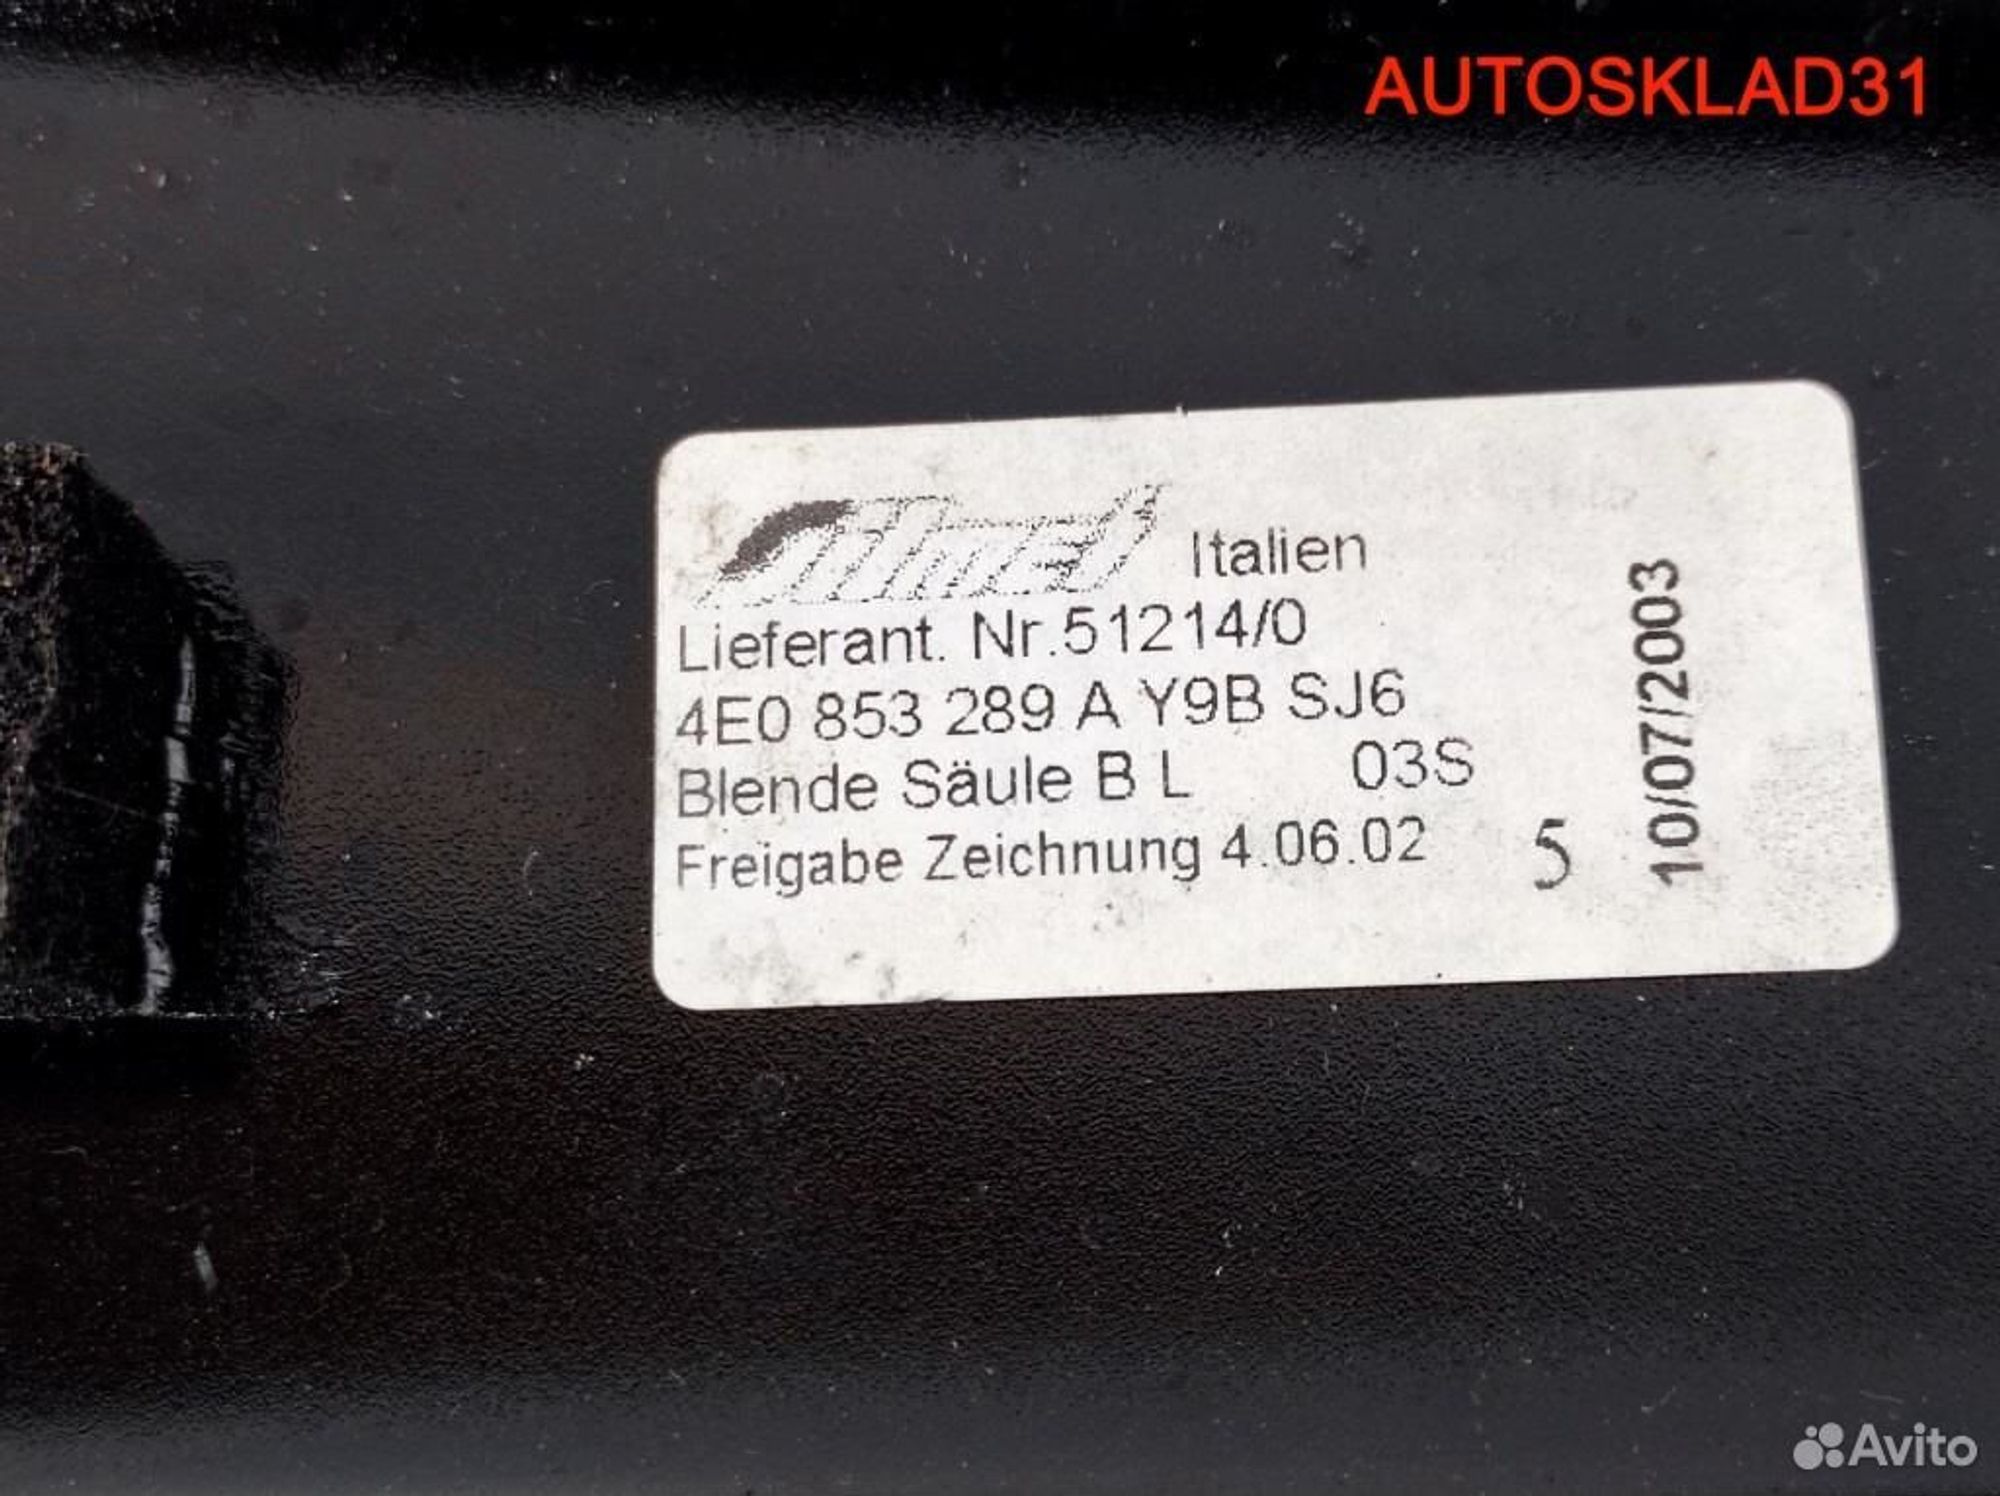 AUTOSKLAD31
Italien
Lieferant. Nr.51214/0
4E0 853 289 A Y9B SJ6
Blende Säule B L 03S
Freigabe Zeichnung 4.06.02 5
10/07/2003
Avito